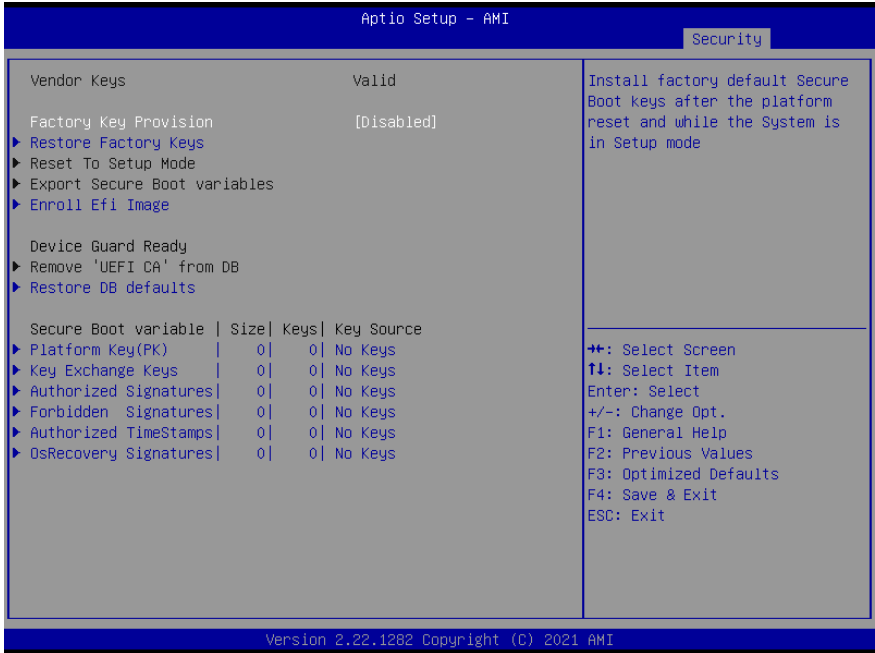 Aptio Setup – AMI
Security
Vendor Keys Valid
Factory Key Provision [Disabled]
Restore Factory Keys
Reset To Setup Mode
Export Secure Boot variables
Enroll Efi Image
Device Guard Ready
Remove 'UEFI CA' from DB
Restore DB defaults
Secure Boot variable | Size| Keys| Key Source
Platform Key(PK) | 0| 0| No Keys
Key Exchange Keys | 0| 0| No Keys
Authorized Signatures| 0| 0| No Keys
Forbidden Signatures| 0| 0| No Keys
Authorized TimeStamps| 0| 0| No Keys
OsRecovery Signatures| 0| 0| No Keys
Install factory default Secure
Boot keys after the platform
reset and while the System is
in Setup mode
→←: Select Screen
↑↓: Select Item
Enter: Select
+/-: Change Opt.
F1: General Help
F2: Previous Values
F3: Optimized Defaults
F4: Save & Exit
ESC: Exit
Version 2.22.1282 Copyright (C) 2021 AMI